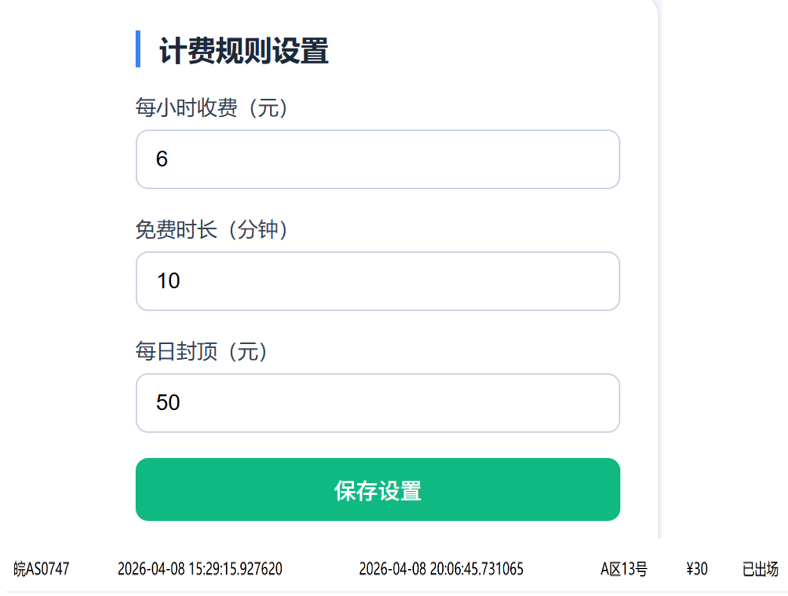 计费规则设置
每小时收费（元）
6
免费时长（分钟）
10
每日封顶（元）
50
保存设置
皖AS0747 2026-04-08 15:29:15.927620 2026-04-08 20:06:45.731065 A区13号 ¥30 已出场